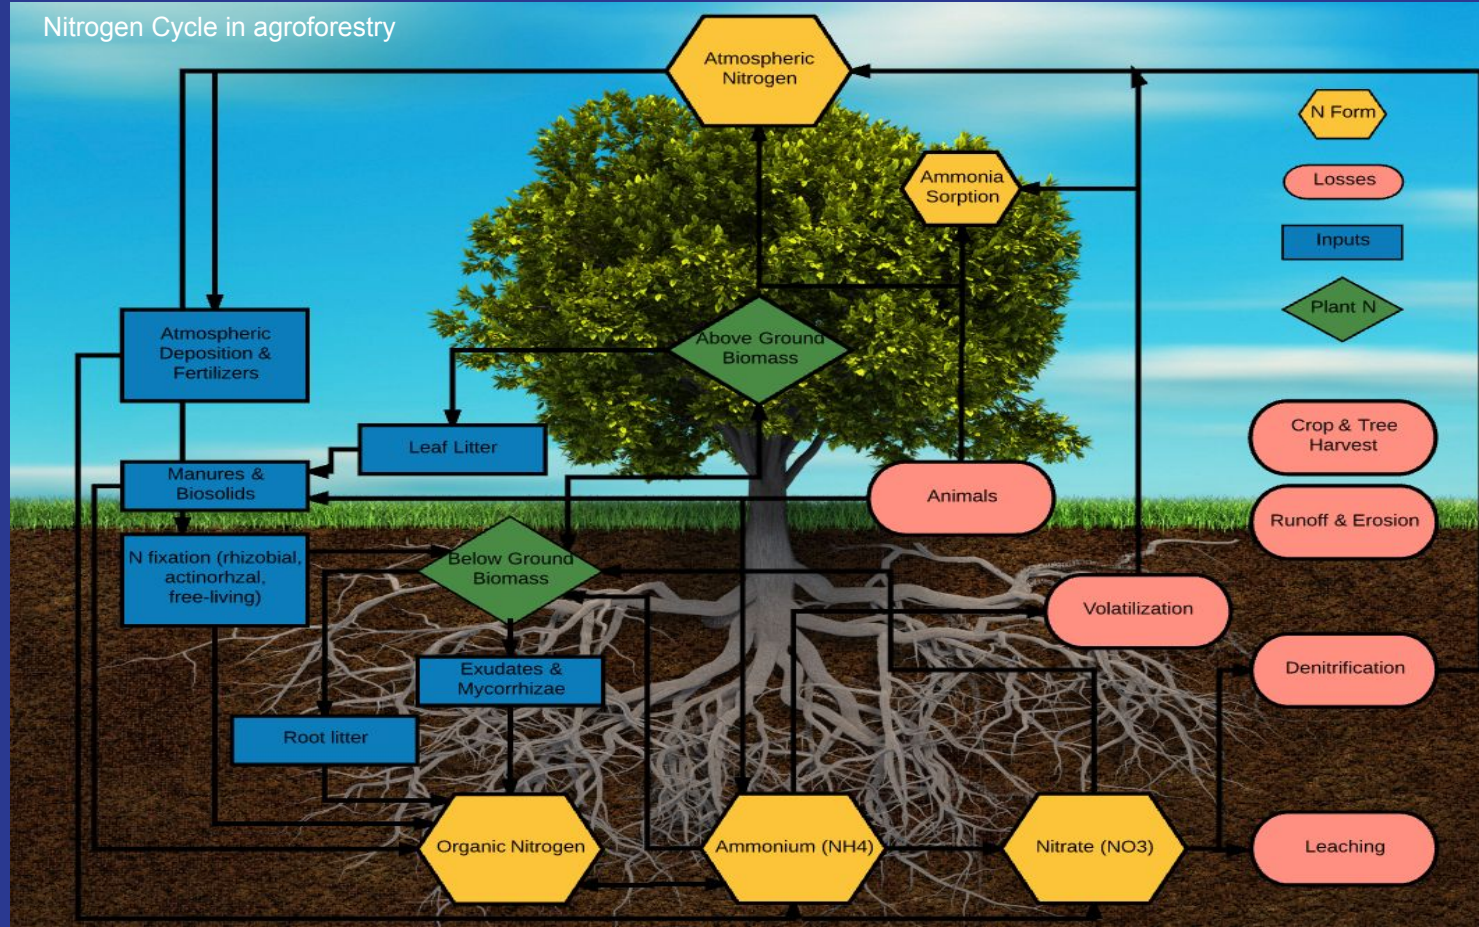 Nitrogen Cycle in agroforestry
Atmospheric
Nitrogen
N Form
Ammonia
Sorption
Losses
Inputs
Plant N
Atmospheric
Deposition &
Fertilizers
Above Ground
Biomass
Leaf Litter
Crop & Tree
Harvest
Manures &
Biosolids
Animals
Runoff & Erosion
N fixation (rhizobial,
actinorhzal,
free-living)
Below Ground
Biomass
Volatilization
Exudates &
Mycorrhizae
Denitrification
Root litter
Organic Nitrogen
Ammonium (NH4)
Nitrate (NO3)
Leaching